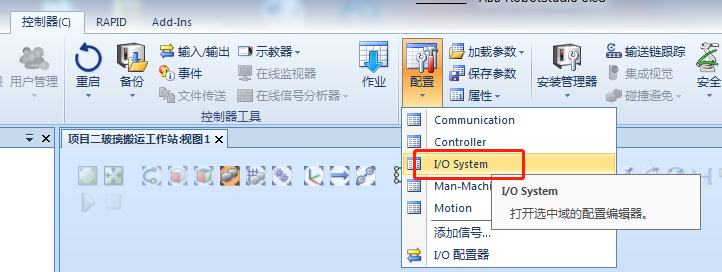 控制器(C) RAPID Add-Ins
用户管理
重启
备份
输入/输出
事件
文件传送
示教器
在线监视器
在线信号分析器
作业
控制器工具
配置
加载参数
保存参数
属性
安装管理器
输送链跟踪
集成视觉
碰撞避免
安全
项目二玻璃搬运工作站:视图1
Communication
Controller
I/O System
Man-Machi
Motion
添加信号...
I/O 配置器
I/O System
打开选中域的配置编辑器。